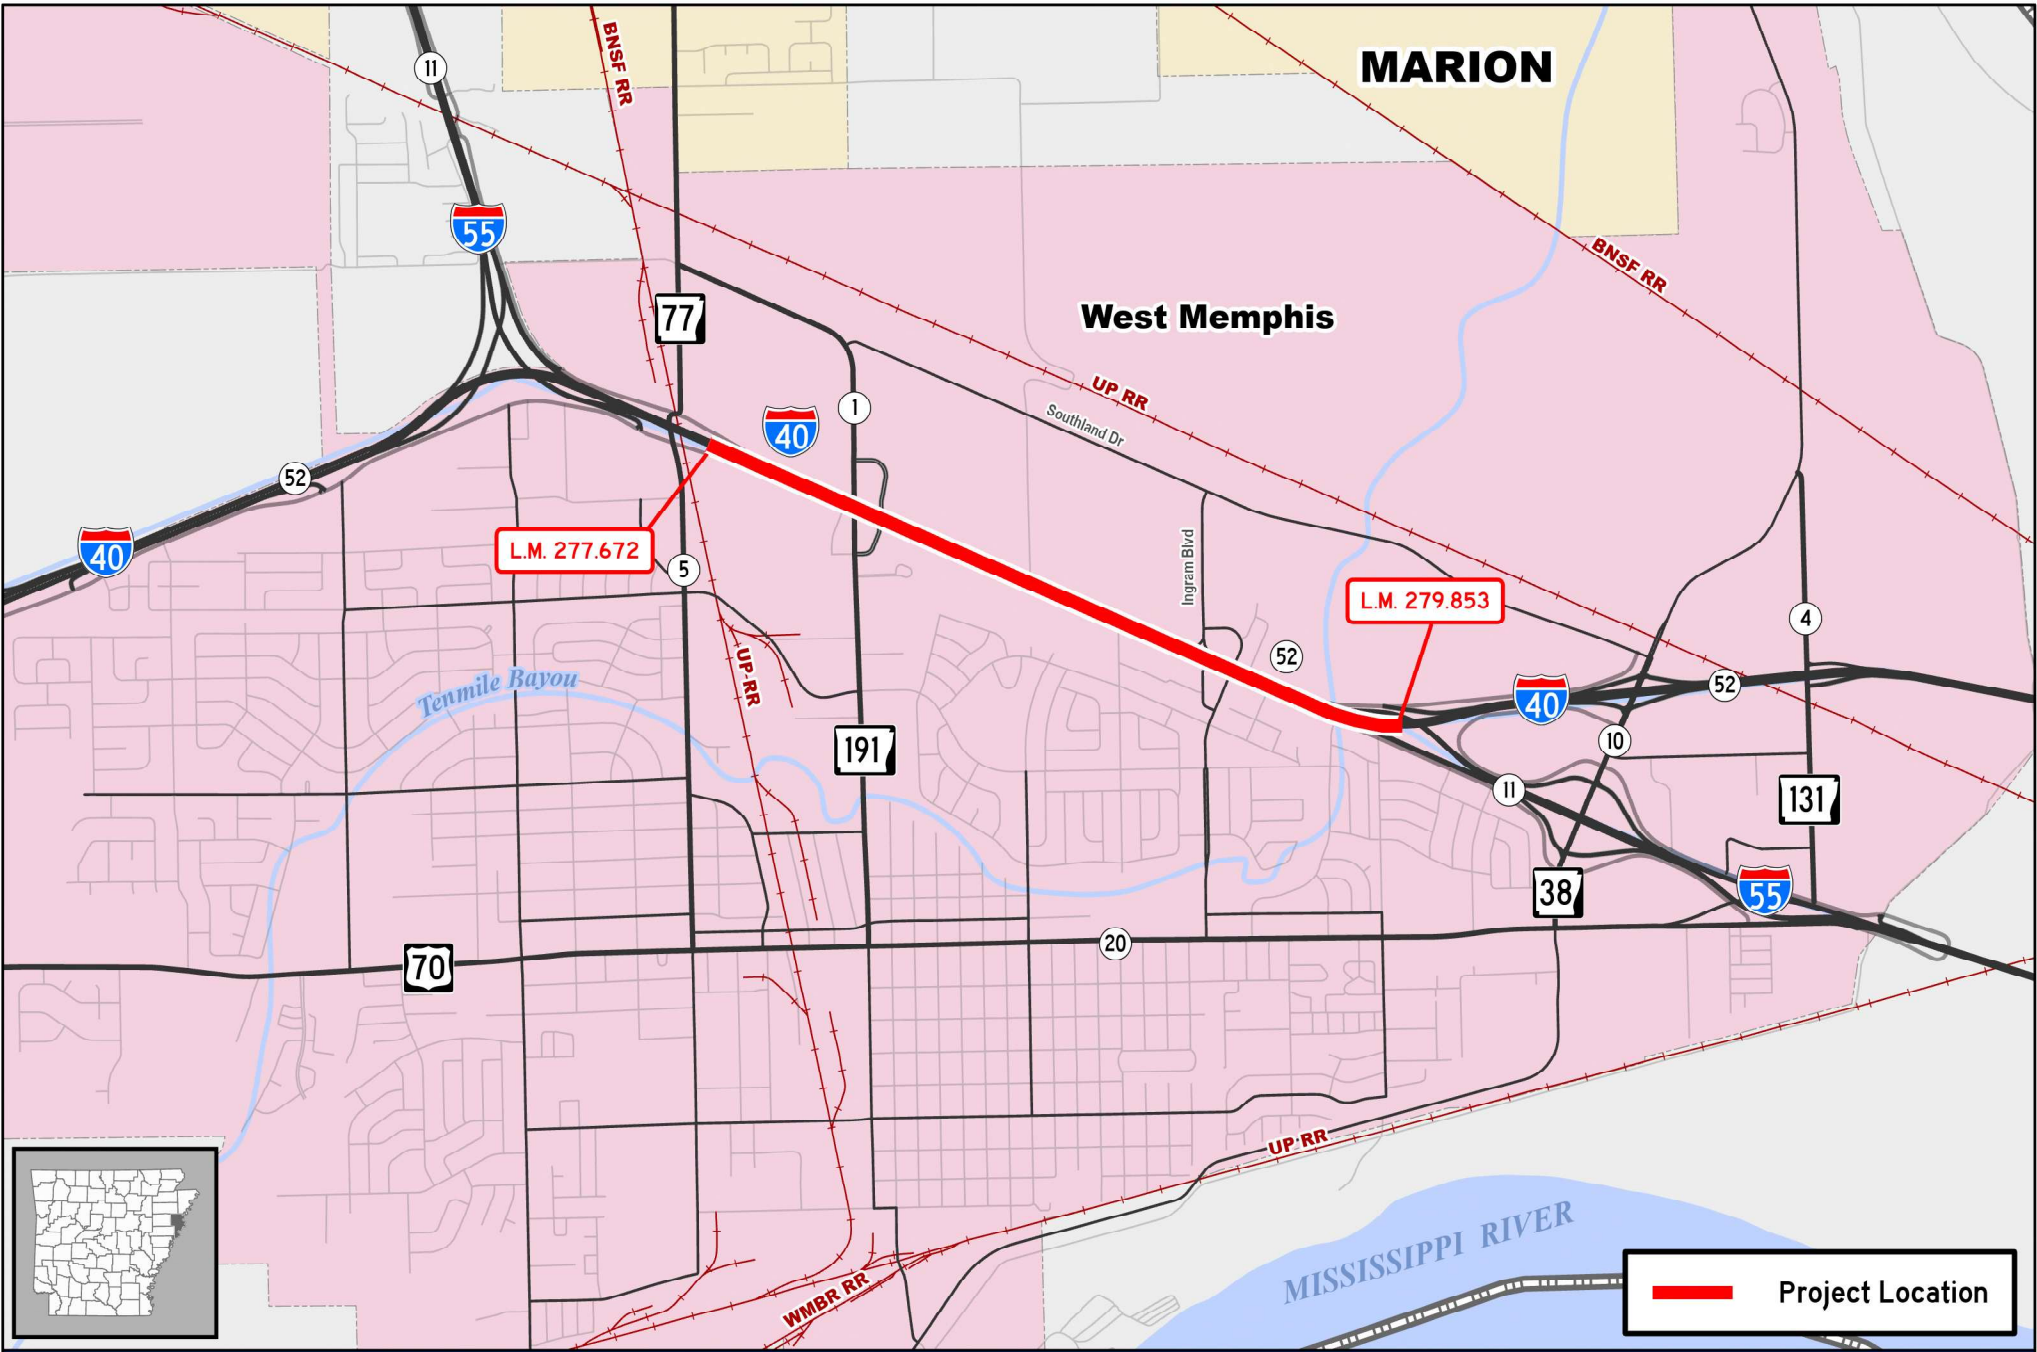 BNSF RR
MARION
11
55
BNSF RR
77
West Memphis
UP RR
1
40
Southland Dr
52
40
L.M. 277.672
5
Ingram Blvd
L.M. 279.853
4
52
UP RR
Tenmile Bayou
40
52
10
191
11
131
38
55
20
70
UP RR
MISSISSIPPI RIVER
WMBR RR
Project Location